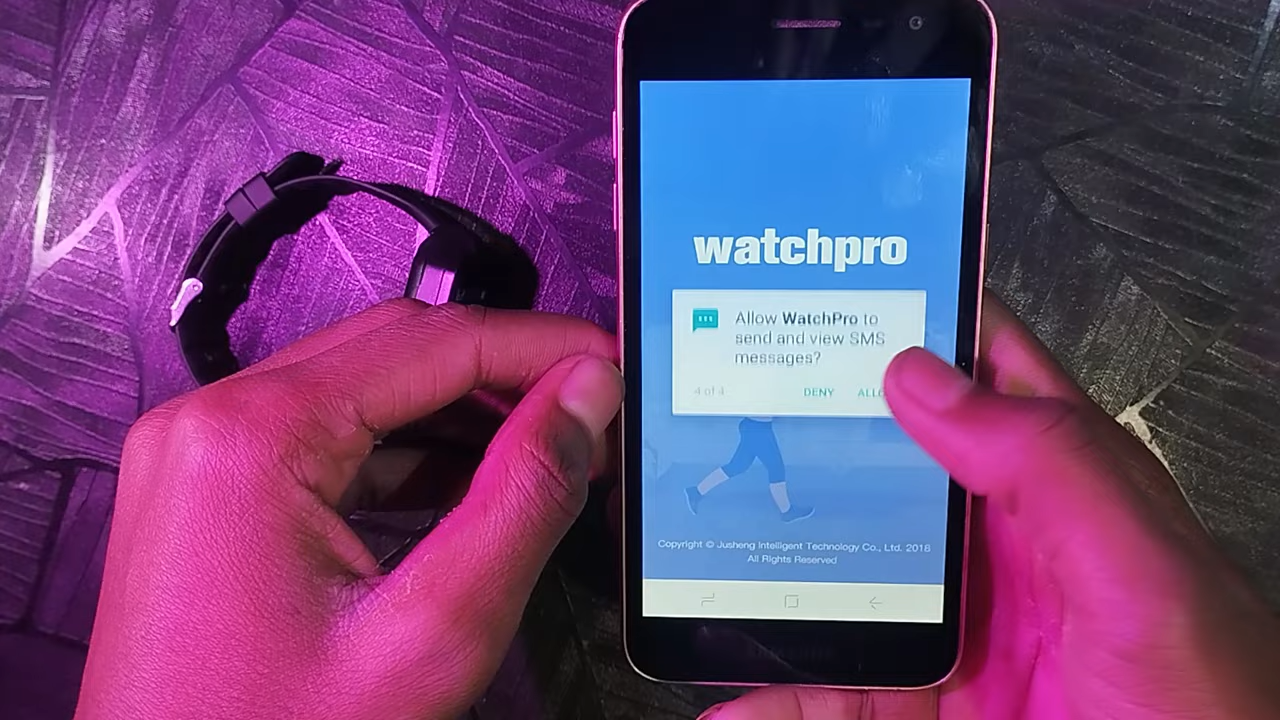 watchpro
Allow WatchPro to
send and view SMS
messages?
4 of 4
DENY ALLO
Copyright © Jusheng Intelligent Technology Co., Ltd. 2018
All Rights Reserved